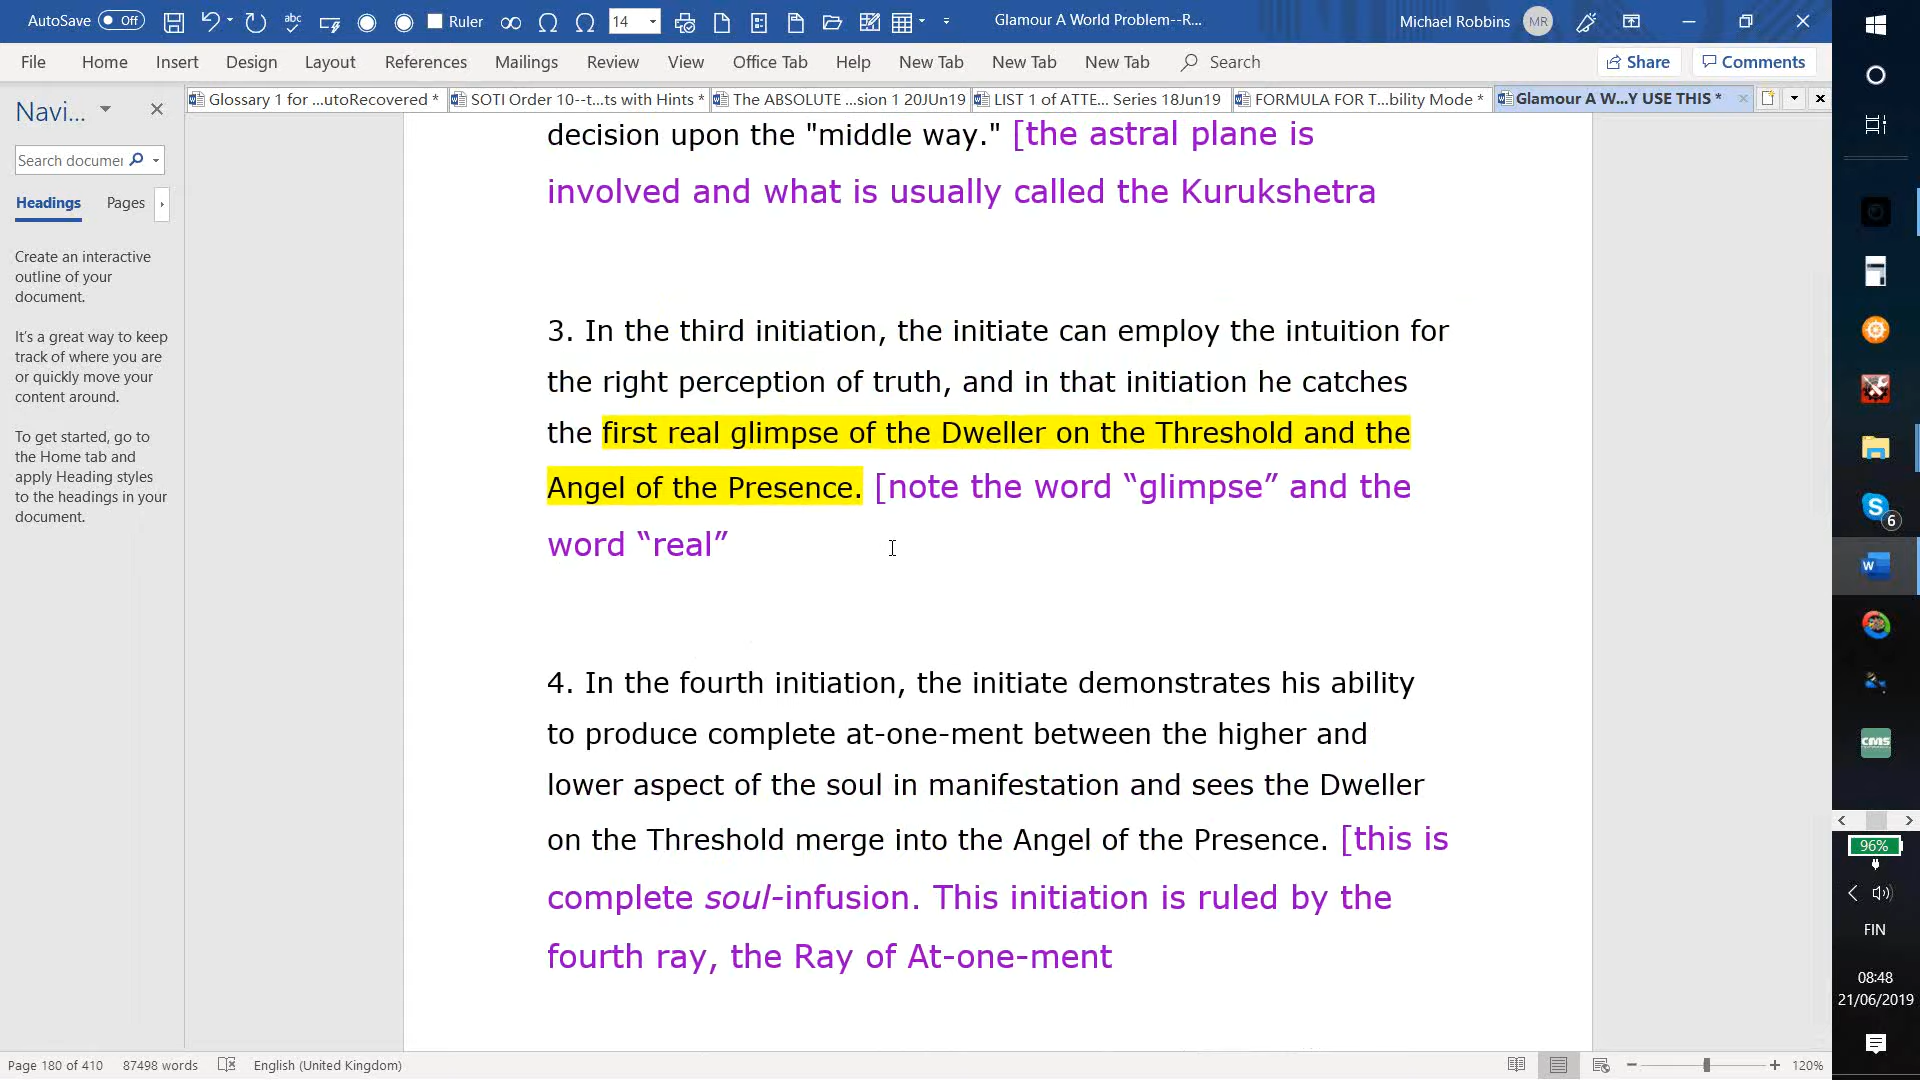 AutoSave Off Ruler 14 Glamour A World Problem--R... Michael Robbins MR
File Home Insert Design Layout References Mailings Review View Office Tab Help New Tab New Tab New Tab Search Share Comments
Navi... Glossary 1 for ...utoRecovered * SOTI Order 10--t...ts with Hints * The ABSOLUTE ...sion 1 20JUn19 LIST 1 of ATTE... Series 18Jun19 FORMULA FOR T...bility Mode * Glamour A W...Y USE THIS *
Search documer
Headings Pages
Create an interactive
outline of your
document.
It's a great way to keep
track of where you are
or quickly move your
content around.
To get started, go to
the Home tab and
apply Heading styles
to the headings in your
document.
decision upon the "middle way." [the astral plane is
involved and what is usually called the Kurukshetra
3. In the third initiation, the initiate can employ the intuition for
the right perception of truth, and in that initiation he catches
the first real glimpse of the Dweller on the Threshold and the
Angel of the Presence. [note the word “glimpse” and the
word “real”
4. In the fourth initiation, the initiate demonstrates his ability
to produce complete at-one-ment between the higher and
lower aspect of the soul in manifestation and sees the Dweller
on the Threshold merge into the Angel of the Presence. [this is
complete soul-infusion. This initiation is ruled by the
fourth ray, the Ray of At-one-ment
Page 180 of 410 87498 words English (United Kingdom) 120%
6
CMS
96%
FIN
08:48
21/06/2019